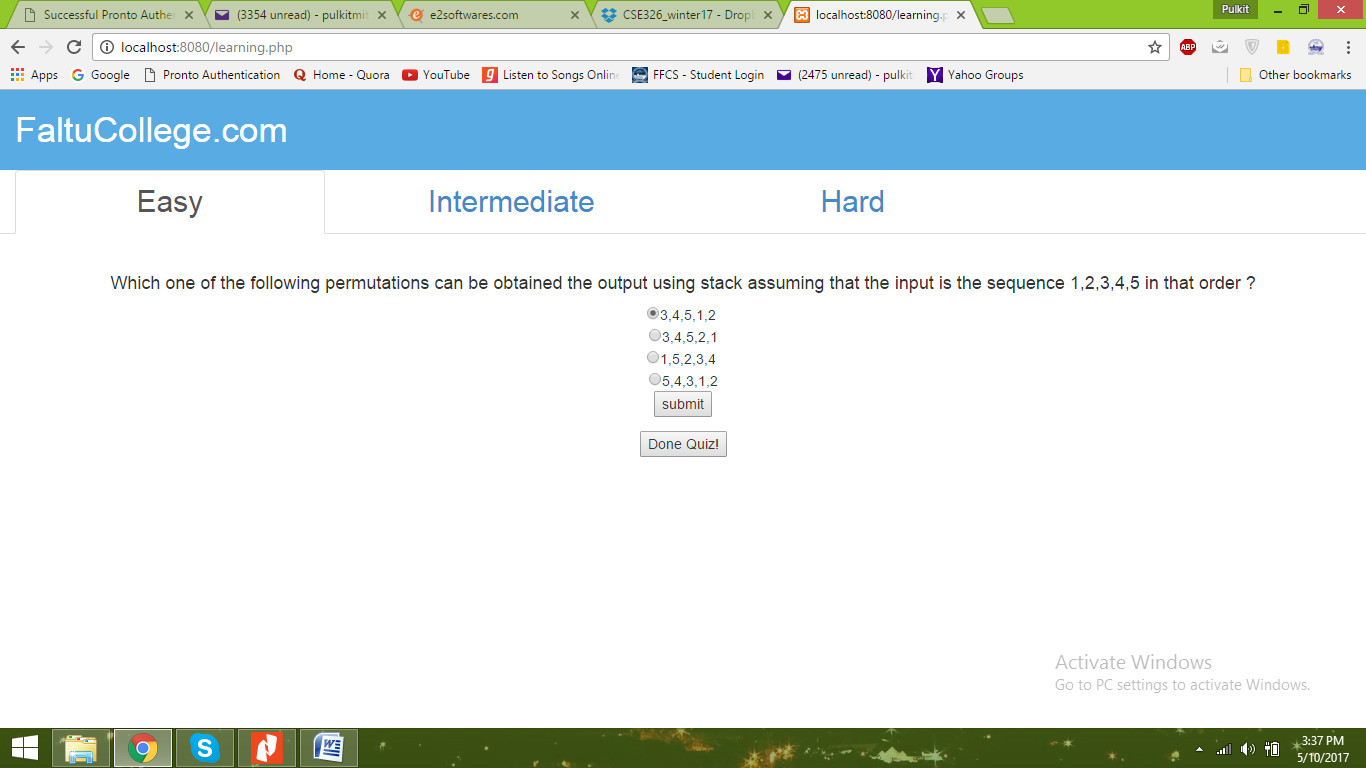 Successful Pronto Authe
(3354 unread) - pulkitmit
e2softwares.com
CSE326_winter17 - Drop
localhost:8080/learning.p
Pulkit
localhost:8080/learning.php
ABP
Apps
Google
Pronto Authentication
Home - Quora
YouTube
Listen to Songs Onlin
FFCS - Student Login
(2475 unread) - pulkit
Yahoo Groups
Other bookmarks
FaltuCollege.com
Easy
Intermediate
Hard
Which one of the following permutations can be obtained the output using stack assuming that the input is the sequence 1,2,3,4,5 in that order ?
3,4,5,1,2
3,4,5,2,1
1,5,2,3,4
5,4,3,1,2
submit
Done Quiz!
Activate Windows
Go to PC settings to activate Windows.
3:37 PM
5/10/2017